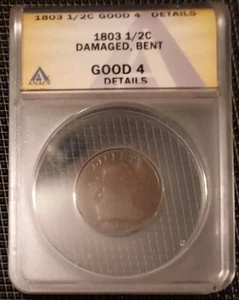 1803 1/2C GOOD 4 DETAILS
1803 1/2C
DAMAGED, BENT
GOOD 4
DETAILS
ANACS